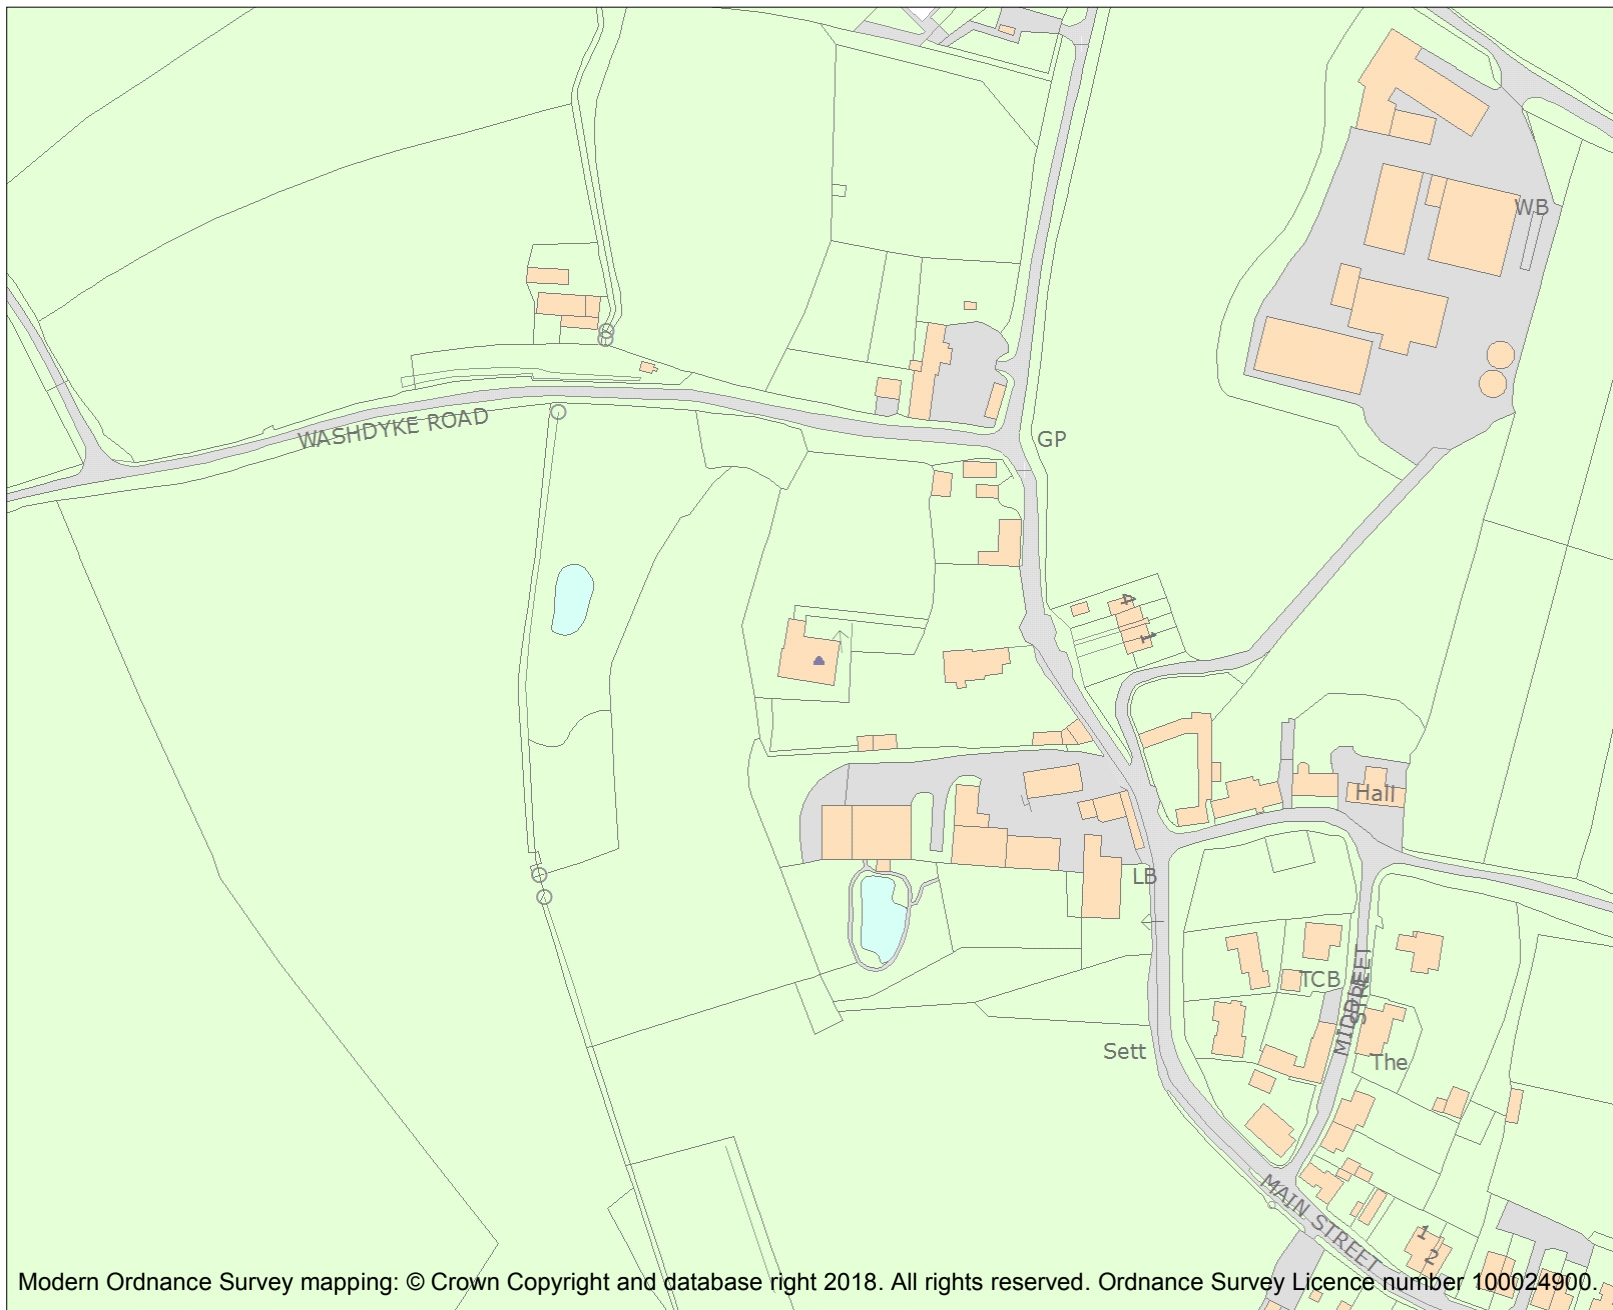 WB
WASHDYKE ROAD
GP
4
1
Hall
LB
TCB
MIDDLE
STREET
Sett
The
MAIN STREET
1
2
Modern Ordnance Survey mapping: © Crown Copyright and database right 2018. All rights reserved. Ordnance Survey Licence number 100024900.